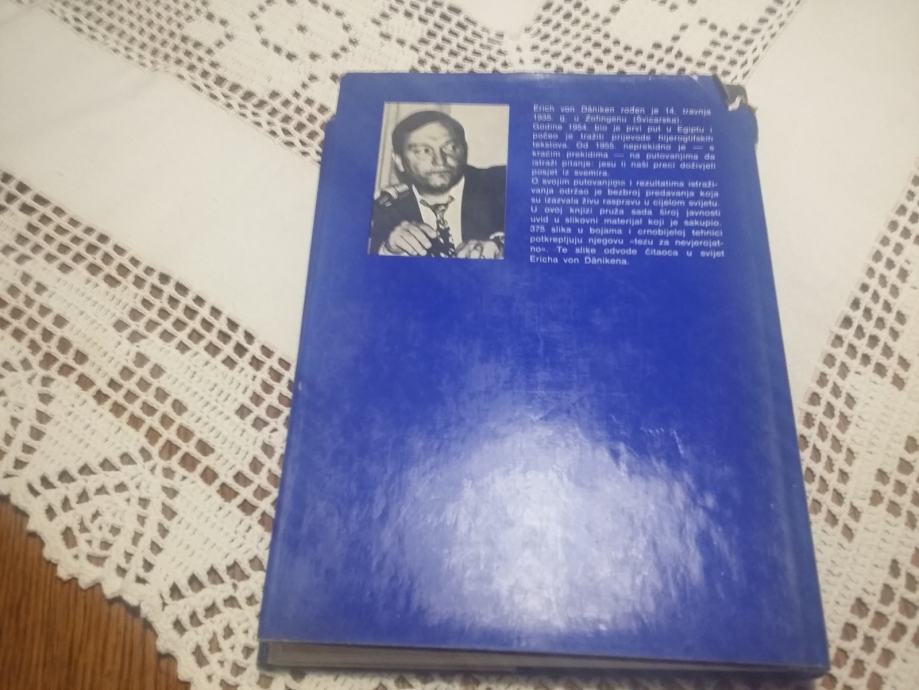 Erich von Däniken rođen je 14. travnja
1935. g. u Zofingenu (Švicarska).
Godine 1954. bio je prvi put u Egiptu i
počeo je tražiti prijevode hijeroglifskih
tekstova. Od 1955. neprekidno je — s
kraćim prekidima — na putovanjima da
istraži pitanje: jesu li naši preci doživjeli
posjet iz svemira.
O svojim putovanjima i rezultatima istraži-
vanja održao je bezbroj predavanja koja
su izazvala živu raspravu u cijelom svijetu.
U ovoj knjizi pruža sada široj javnosti
uvid u slikovni materijal koji je sakupio.
375 slika u bojama i crnobijeloj tehnici
potkrepljuju njegovu »tezu za nevjerojat-
no«. Te slike odvode čitaoca u svijet
Ericha von Dänikena.